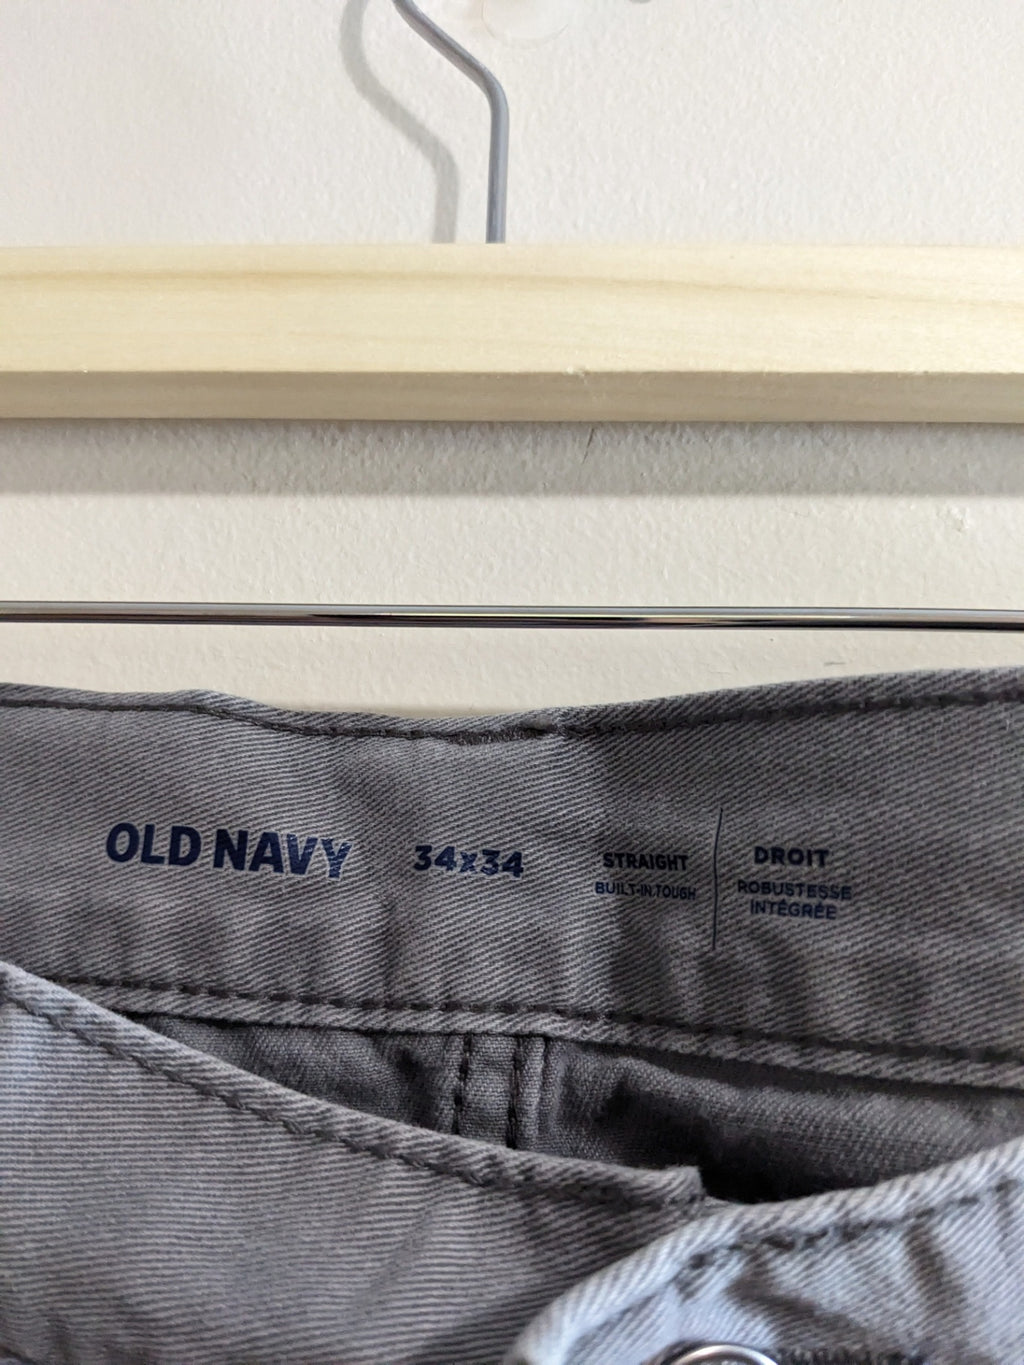 OLD NAVY
34x34
STRAIGHT
BUILT-IN TOUGH
DROIT
ROBUSTESSE
INTÉGRÉE